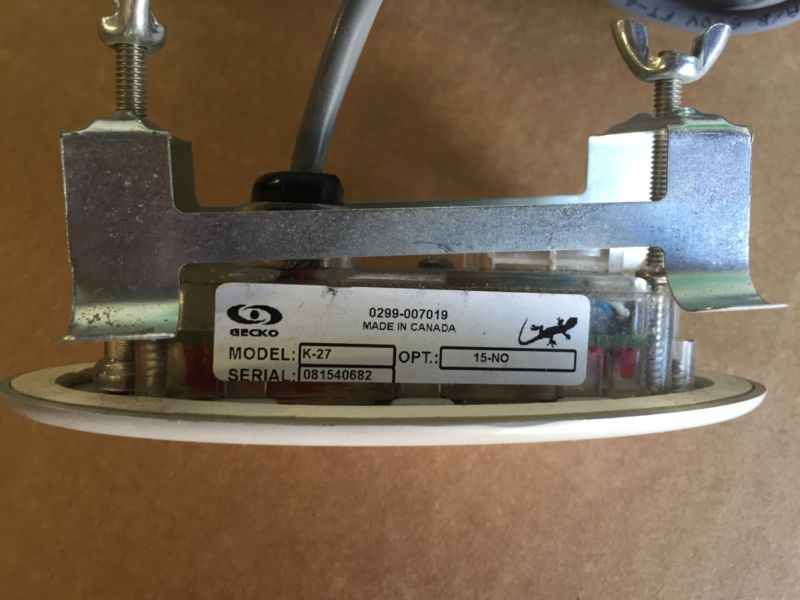 0299-007019
MADE IN CANADA
GECKO
MODEL: K-27 OPT.: 15-NO
SERIAL: 081540682